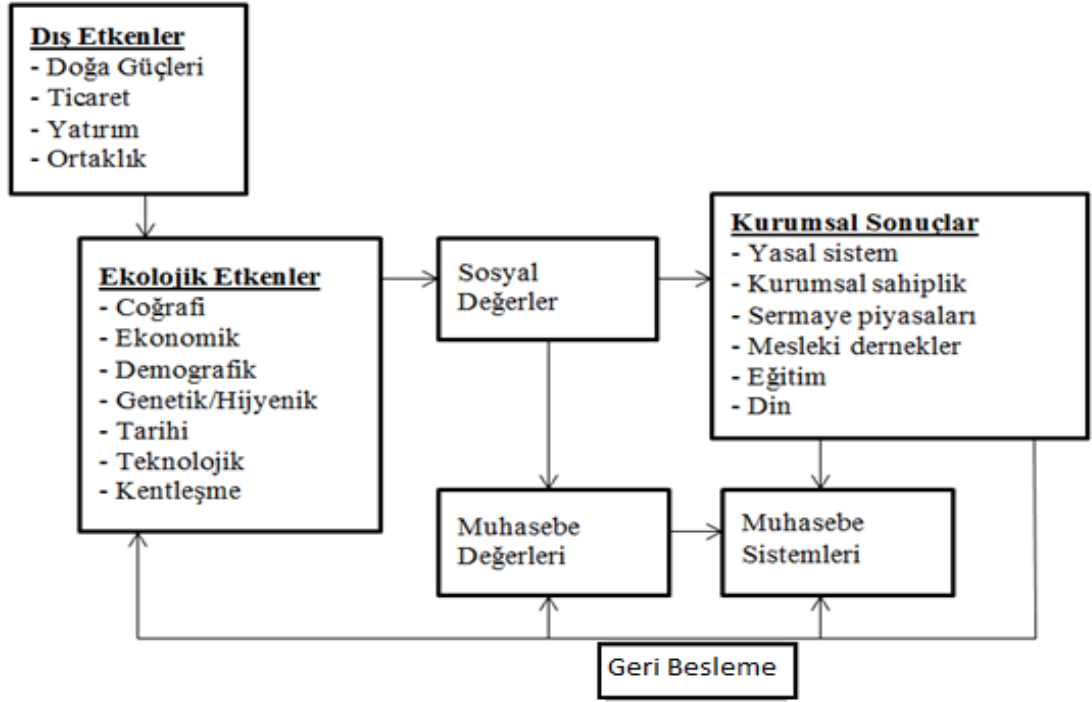 Dış Etkenler
- Doğa Güçleri
- Ticaret
- Yatırım
- Ortaklık
Ekolojik Etkenler
- Coğrafi
- Ekonomik
- Demografik
- Genetik/Hijyenik
- Tarihi
- Teknolojik
- Kentleşme
Sosyal
Değerler
Kurumsal Sonuçlar
- Yasal sistem
- Kurumsal sahiplik
- Sermaye piyasaları
- Mesleki dernekler
- Eğitim
- Din
Muhasebe
Değerleri
Muhasebe
Sistemleri
Geri Besleme